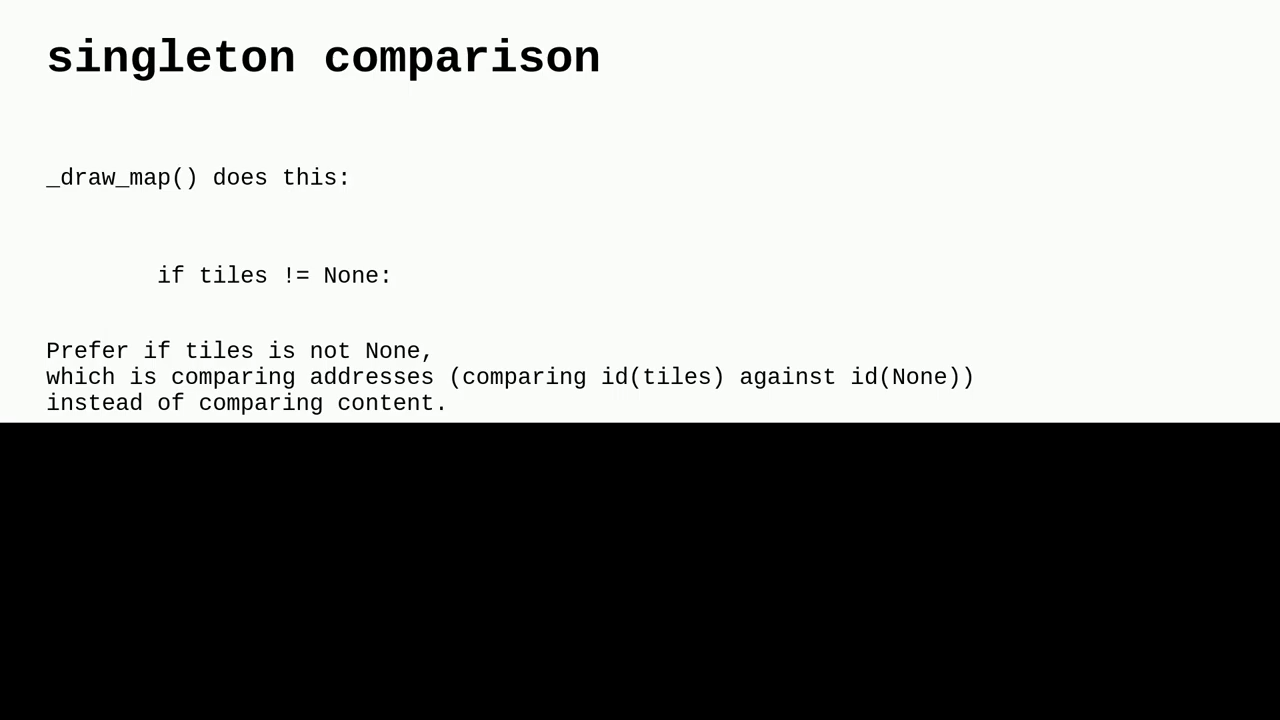 singleton comparison
_draw_map() does this:
if tiles != None:
Prefer if tiles is not None,
which is comparing addresses (comparing id(tiles) against id(None))
instead of comparing content.